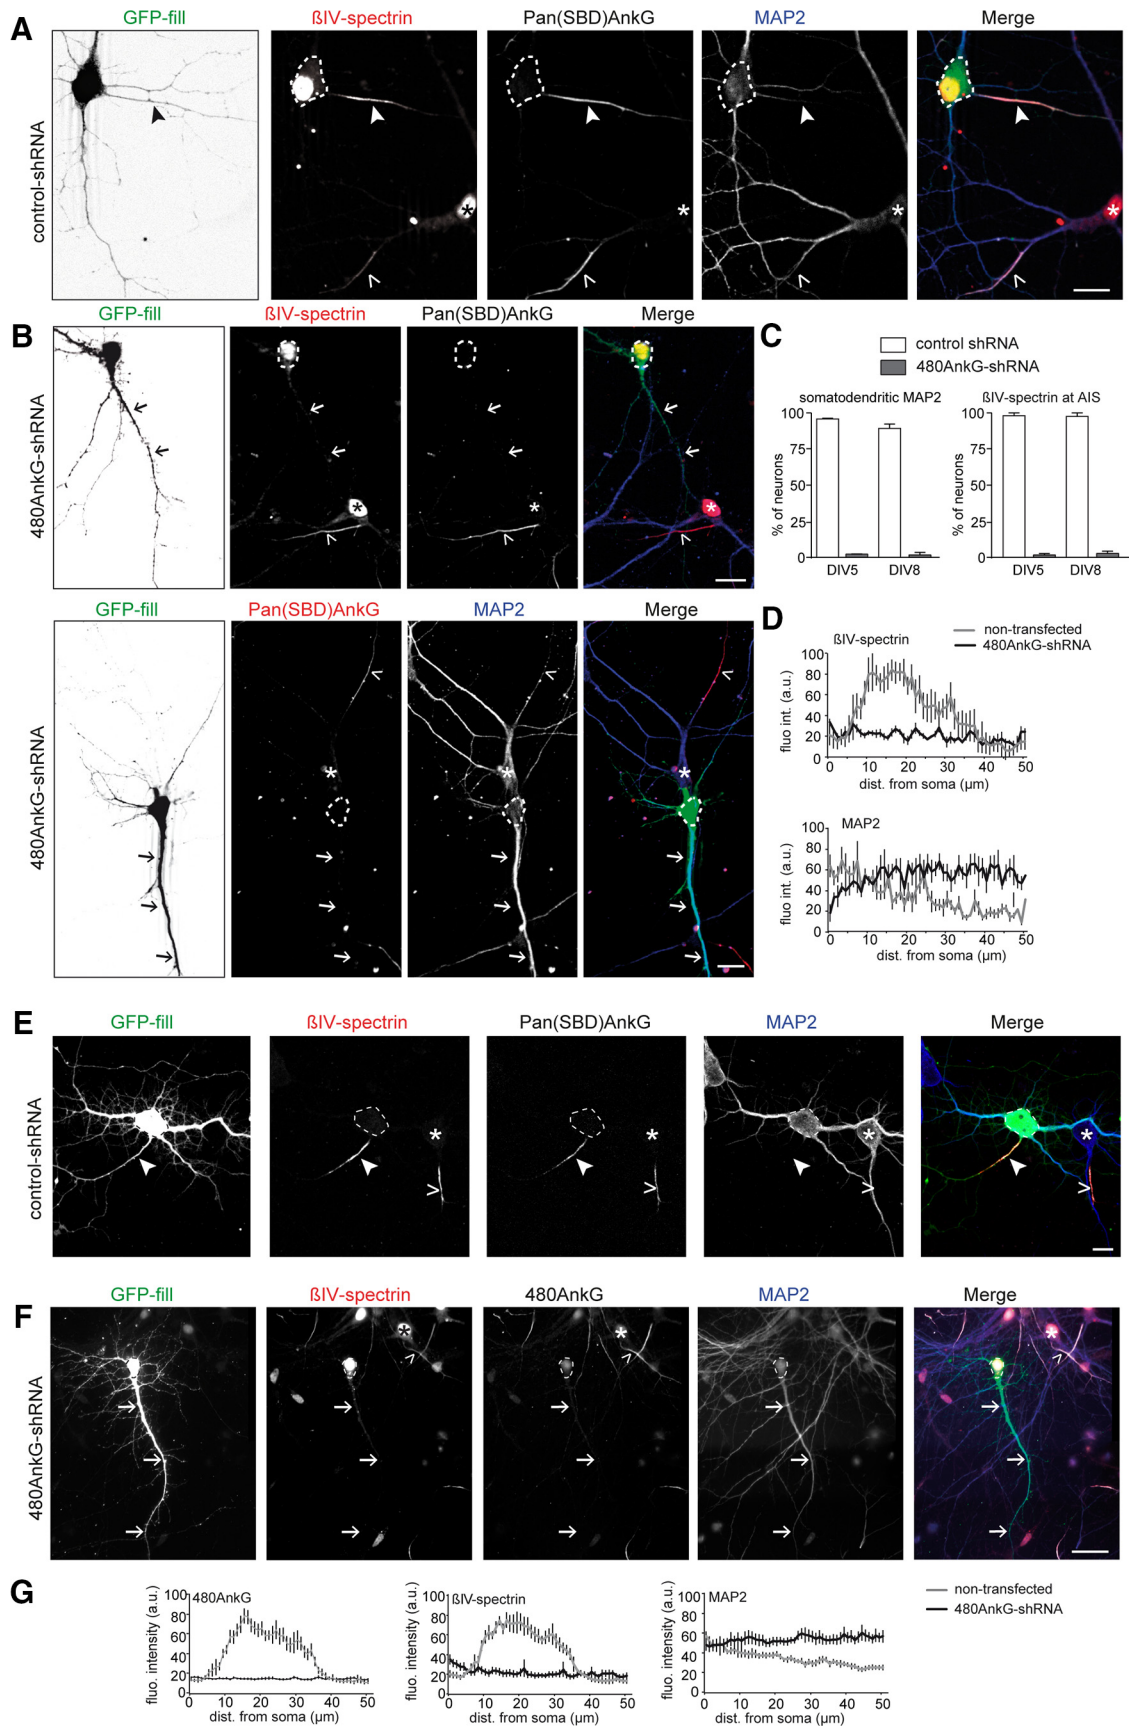 A
GFP-fill
ßIV-spectrin
Pan(SBD)AnkG
MAP2
Merge
control-shRNA
*
*
*
*
B
GFP-fill
ßIV-spectrin
Pan(SBD)AnkG
Merge
480AnkG-shRNA
*
*
*
GFP-fill
Pan(SBD)AnkG
MAP2
Merge
480AnkG-shRNA
*
*
*
C
control shRNA
480AnkG-shRNA
somatodendritic MAP2
ßIV-spectrin at AIS
% of neurons
100
75
50
25
0
DIV5 DIV8
% of neurons
100
75
50
25
0
DIV5 DIV8
D
ßIV-spectrin
non-transfected
480AnkG-shRNA
fluo int. (a.u.)
100
80
60
40
20
0
0 10 20 30 40 50
dist. from soma (µm)
MAP2
fluo int. (a.u.)
100
80
60
40
20
0
0 10 20 30 40 50
dist. from soma (µm)
E
GFP-fill
ßIV-spectrin
Pan(SBD)AnkG
MAP2
Merge
control-shRNA
*
*
*
*
F
GFP-fill
ßIV-spectrin
480AnkG
MAP2
Merge
480AnkG-shRNA
*
*
*
G
480AnkG
fluo. intensity (a.u.)
100
80
60
40
20
0
0 10 20 30 40 50
dist. from soma (µm)
ßIV-spectrin
fluo. intensity (a.u.)
100
80
60
40
20
0
0 10 20 30 40 50
dist. from soma (µm)
MAP2
fluo. intensity (a.u.)
100
80
60
40
20
0
0 10 20 30 40 50
dist. from soma (µm)
non-transfected
480AnkG-shRNA